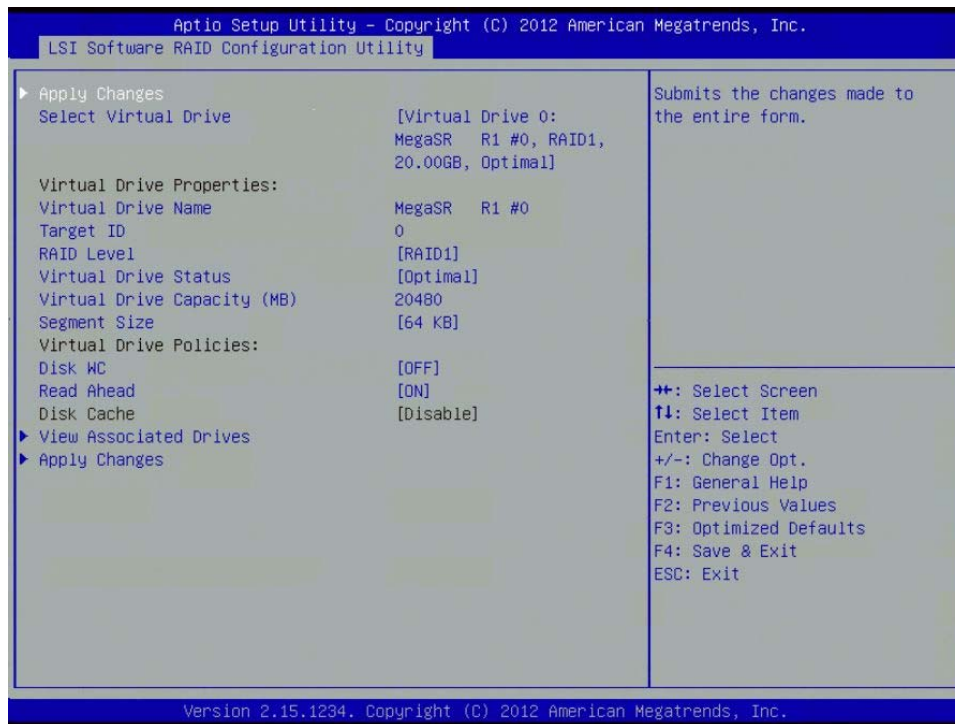 Aptio Setup Utility – Copyright (C) 2012 American Megatrends, Inc.
LSI Software RAID Configuration Utility
▶ Apply Changes
Select Virtual Drive [Virtual Drive 0:
MegaSR R1 #0, RAID1,
20.00GB, Optimal]
Virtual Drive Properties:
Virtual Drive Name MegaSR R1 #0
Target ID 0
RAID Level [RAID1]
Virtual Drive Status [Optimal]
Virtual Drive Capacity (MB) 20480
Segment Size [64 KB]
Virtual Drive Policies:
Disk WC [OFF]
Read Ahead [ON]
Disk Cache [Disable]
▶ View Associated Drives
▶ Apply Changes
Submits the changes made to
the entire form.
→←: Select Screen
↑↓: Select Item
Enter: Select
+/-: Change Opt.
F1: General Help
F2: Previous Values
F3: Optimized Defaults
F4: Save & Exit
ESC: Exit
Version 2.15.1234. Copyright (C) 2012 American Megatrends, Inc.